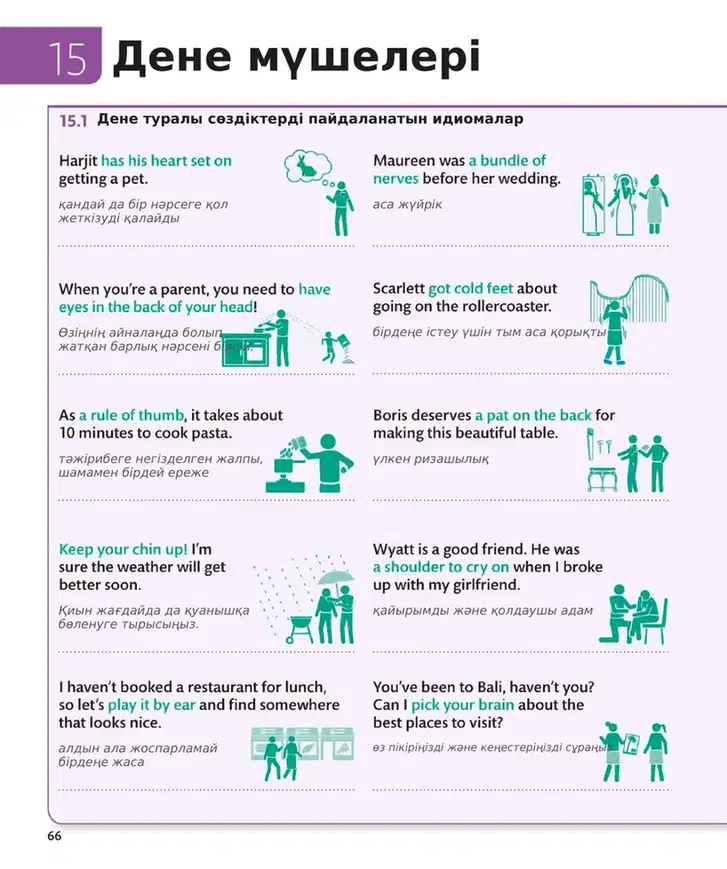 15 Дене мүшелері
15.1 Дене туралы сөздіктерді пайдаланатын идиомалар
Harjit has his heart set on
getting a pet.
қандай да бір нәрсеге қол
жеткізуді қалайды
Maureen was a bundle of
nerves before her wedding.
аса жүйрік
When you're a parent, you need to have
eyes in the back of your head!
Өзіңнің айналаңда болып
жатқан барлық нәрсені
Scarlett got cold feet about
going on the rollercoaster.
бірдеңе істеу үшін тым аса қорықты
As a rule of thumb, it takes about
10 minutes to cook pasta.
тәжірибеге негізделген жалпы,
шамамен бірдей ереже
Boris deserves a pat on the back for
making this beautiful table.
үлкен ризашылық
Keep your chin up! I'm
sure the weather will get
better soon.
Қиын жағдайда да қуанышқа
бөленуге тырысыңыз.
Wyatt is a good friend. He was
a shoulder to cry on when I broke
up with my girlfriend.
қайырымды және қолдаушы адам
I haven't booked a restaurant for lunch,
so let's play it by ear and find somewhere
that looks nice.
алдын ала жоспарламай
бірдеңе жаса
You've been to Bali, haven't you?
Can I pick your brain about the
best places to visit?
өз пікіріңізді және кеңестеріңізді
66